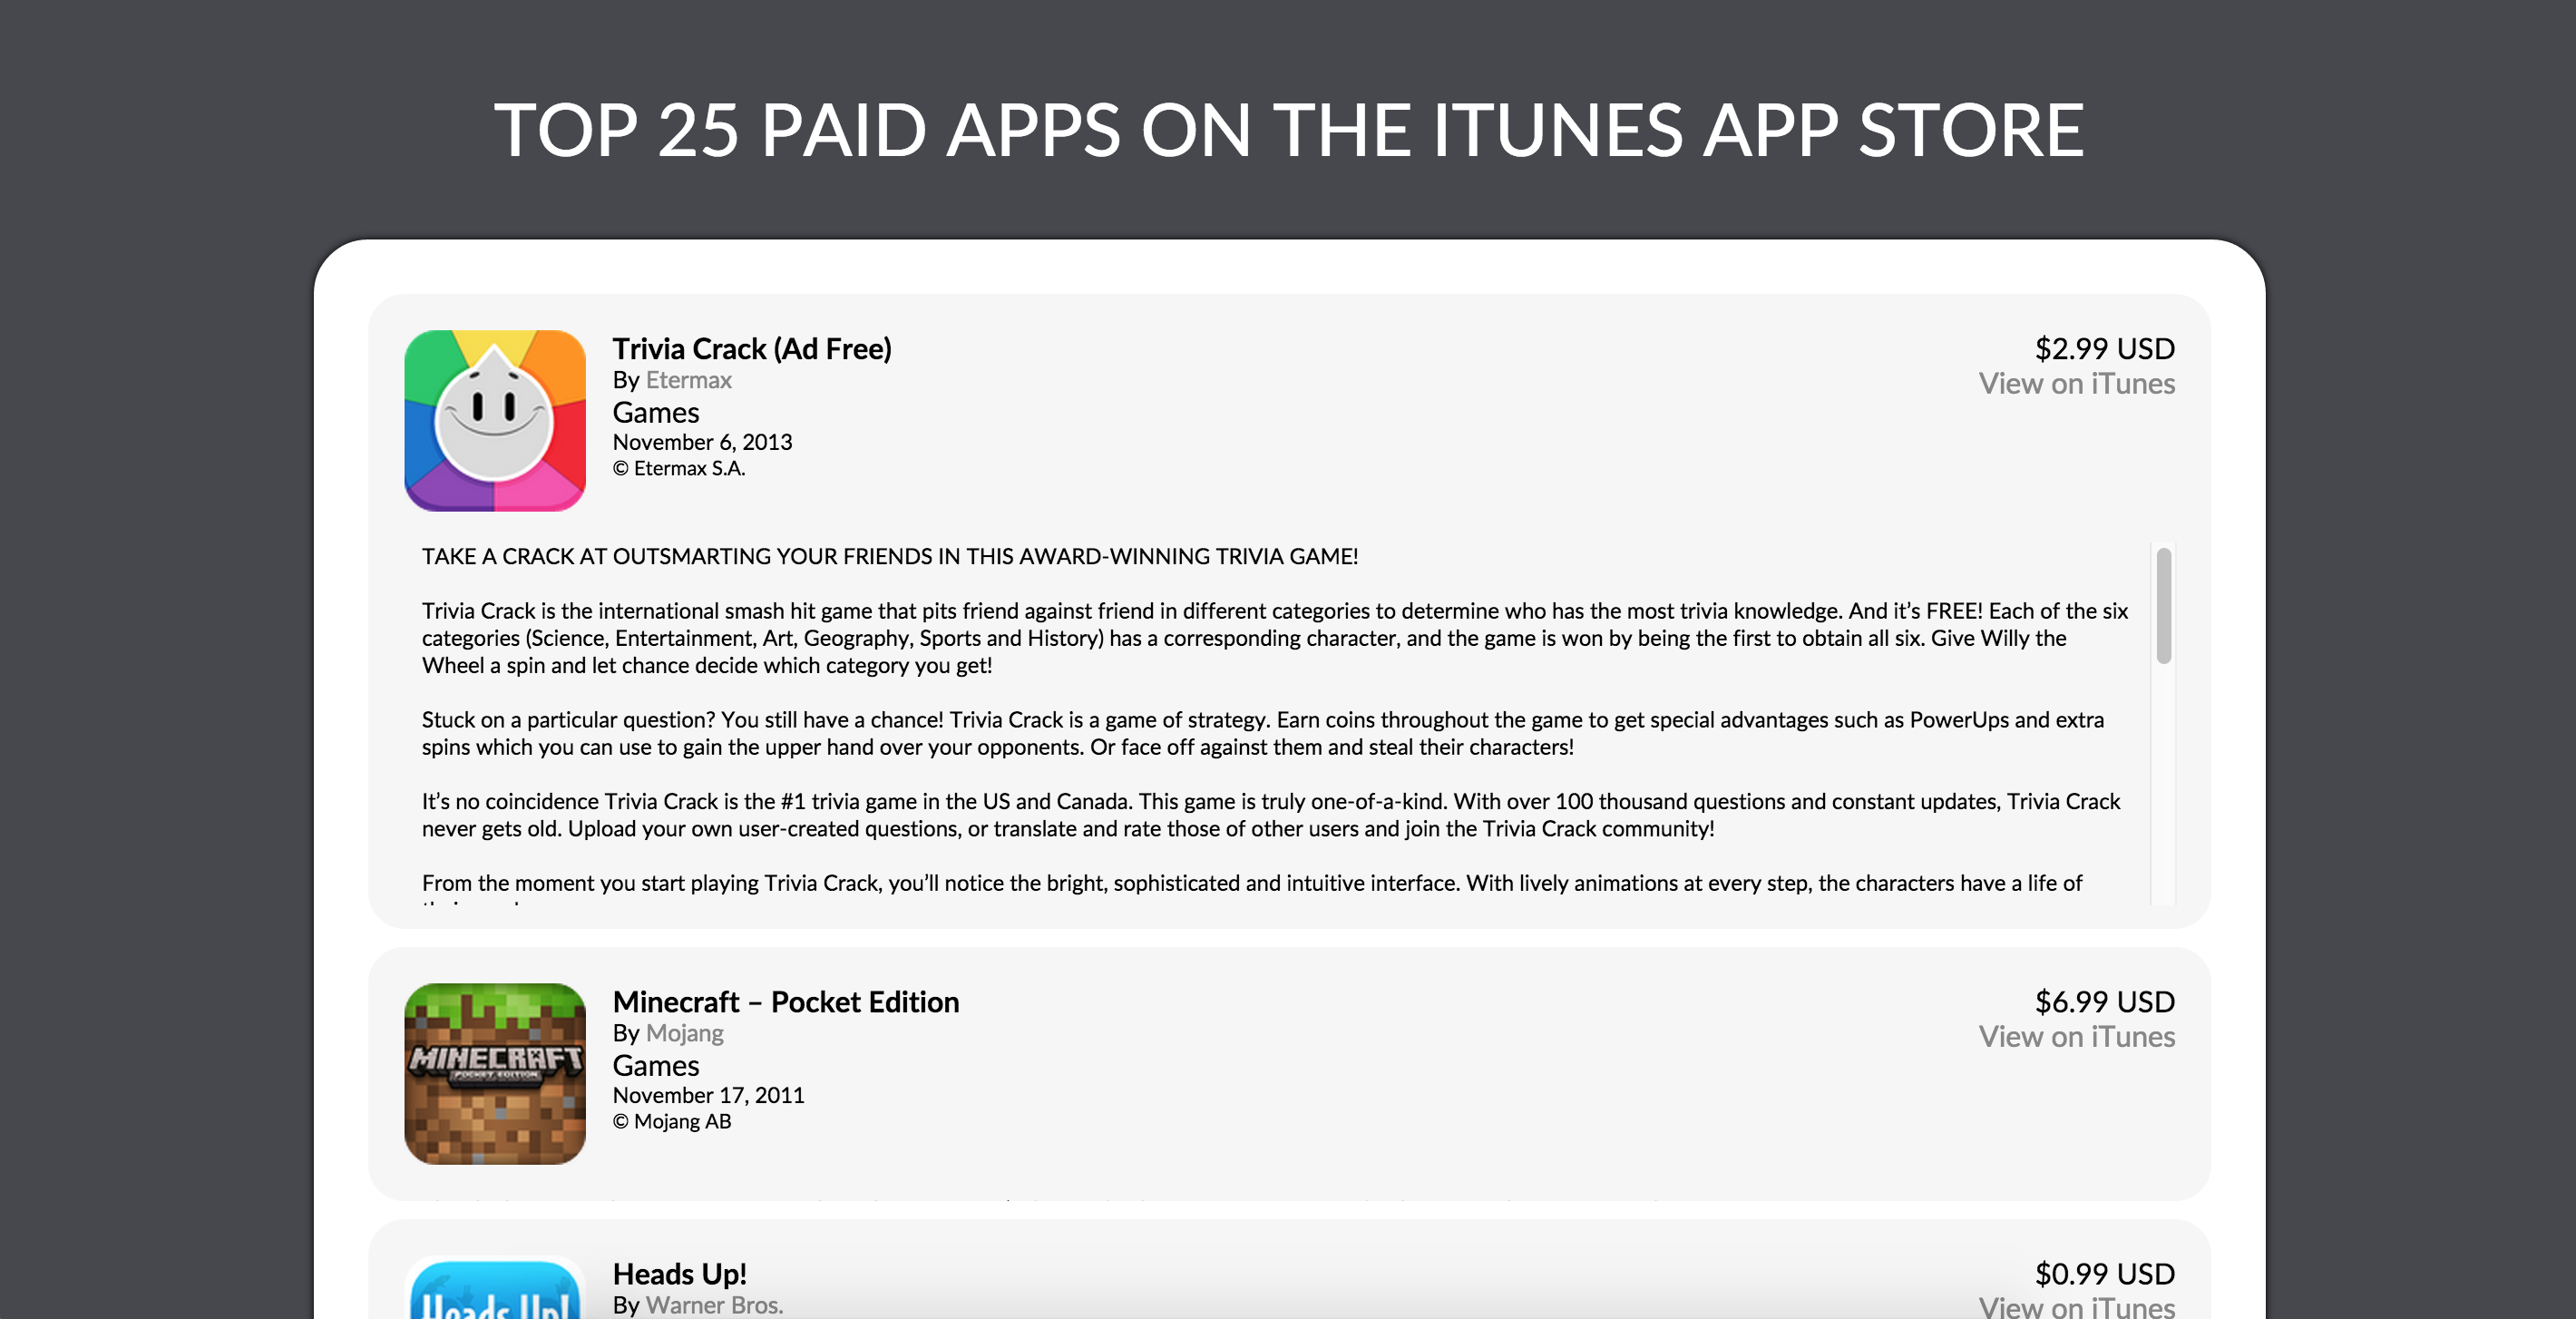 TOP 25 PAID APPS ON THE ITUNES APP STORE
Trivia Crack (Ad Free)
$2.99 USD
By Etermax
View on iTunes
Games
November 6, 2013
© Etermax S.A.
TAKE A CRACK AT OUTSMARTING YOUR FRIENDS IN THIS AWARD-WINNING TRIVIA GAME!
Trivia Crack is the international smash hit game that pits friend against friend in different categories to determine who has the most trivia knowledge. And it’s FREE! Each of the six
categories (Science, Entertainment, Art, Geography, Sports and History) has a corresponding character, and the game is won by being the first to obtain all six. Give Willy the
Wheel a spin and let chance decide which category you get!
Stuck on a particular question? You still have a chance! Trivia Crack is a game of strategy. Earn coins throughout the game to get special advantages such as PowerUps and extra
spins which you can use to gain the upper hand over your opponents. Or face off against them and steal their characters!
It’s no coincidence Trivia Crack is the #1 trivia game in the US and Canada. This game is truly one-of-a-kind. With over 100 thousand questions and constant updates, Trivia Crack
never gets old. Upload your own user-created questions, or translate and rate those of other users and join the Trivia Crack community!
From the moment you start playing Trivia Crack, you’ll notice the bright, sophisticated and intuitive interface. With lively animations at every step, the characters have a life of
Minecraft – Pocket Edition
$6.99 USD
By Mojang
View on iTunes
Games
November 17, 2011
© Mojang AB
MINECRAFT
POCKET EDITION
Heads Up!
$0.99 USD
By Warner Bros.
View on iTunes
Heads Up!